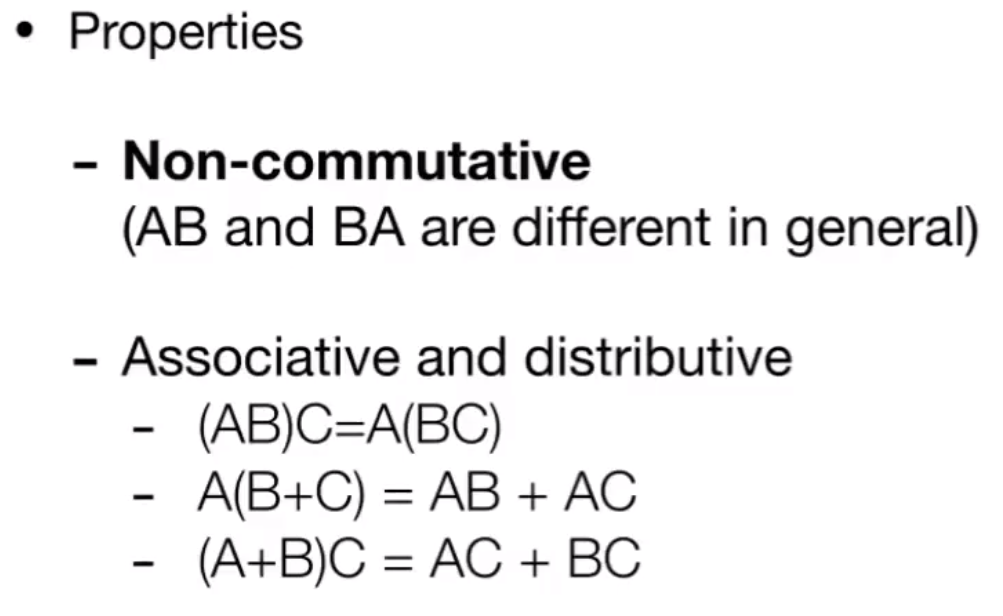 • Properties
- Non-commutative
(AB and BA are different in general)
- Associative and distributive
- (AB)C=A(BC)
- A(B+C) = AB + AC
- (A+B)C = AC + BC